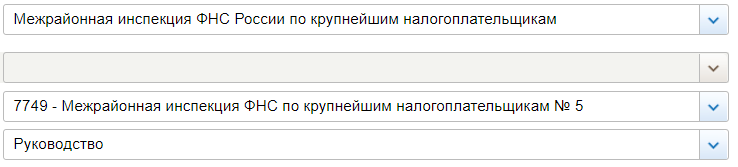 Межрайонная инспекция ФНС России по крупнейшим налогоплательщикам
7749 - Межрайонная инспекция ФНС по крупнейшим налогоплательщикам № 5
Руководство